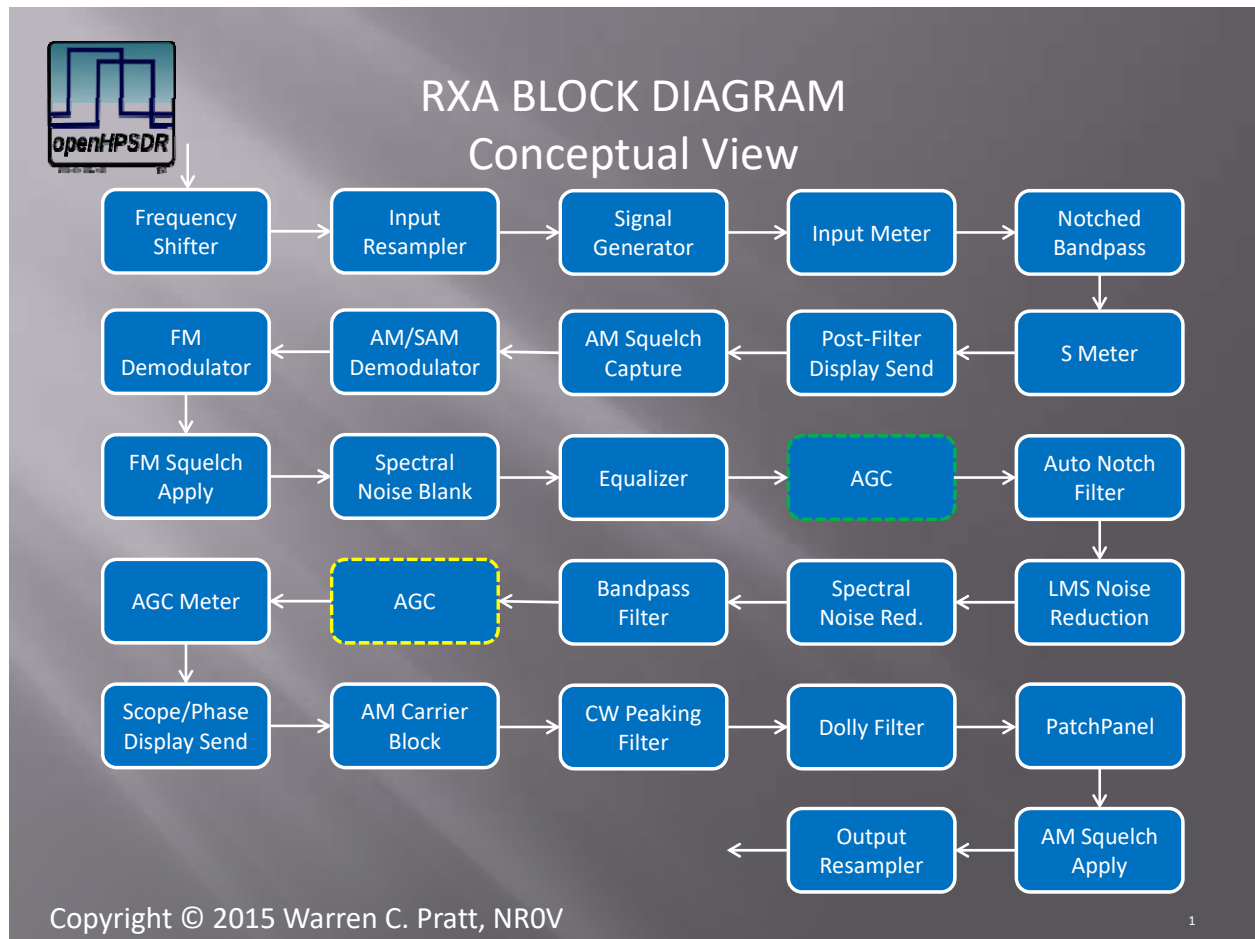 openHPSDR
RXA BLOCK DIAGRAM
Conceptual View
Frequency
Shifter
Input
Resampler
Signal
Generator
Input Meter
Notched
Bandpass
FM
Demodulator
AM/SAM
Demodulator
AM Squelch
Capture
Post-Filter
Display Send
S Meter
FM Squelch
Apply
Spectral
Noise Blank
Equalizer
AGC
Auto Notch
Filter
AGC Meter
AGC
Bandpass
Filter
Spectral
Noise Red.
LMS Noise
Reduction
Scope/Phase
Display Send
AM Carrier
Block
CW Peaking
Filter
Dolly Filter
PatchPanel
Output
Resampler
AM Squelch
Apply
Copyright © 2015 Warren C. Pratt, NR0V
1